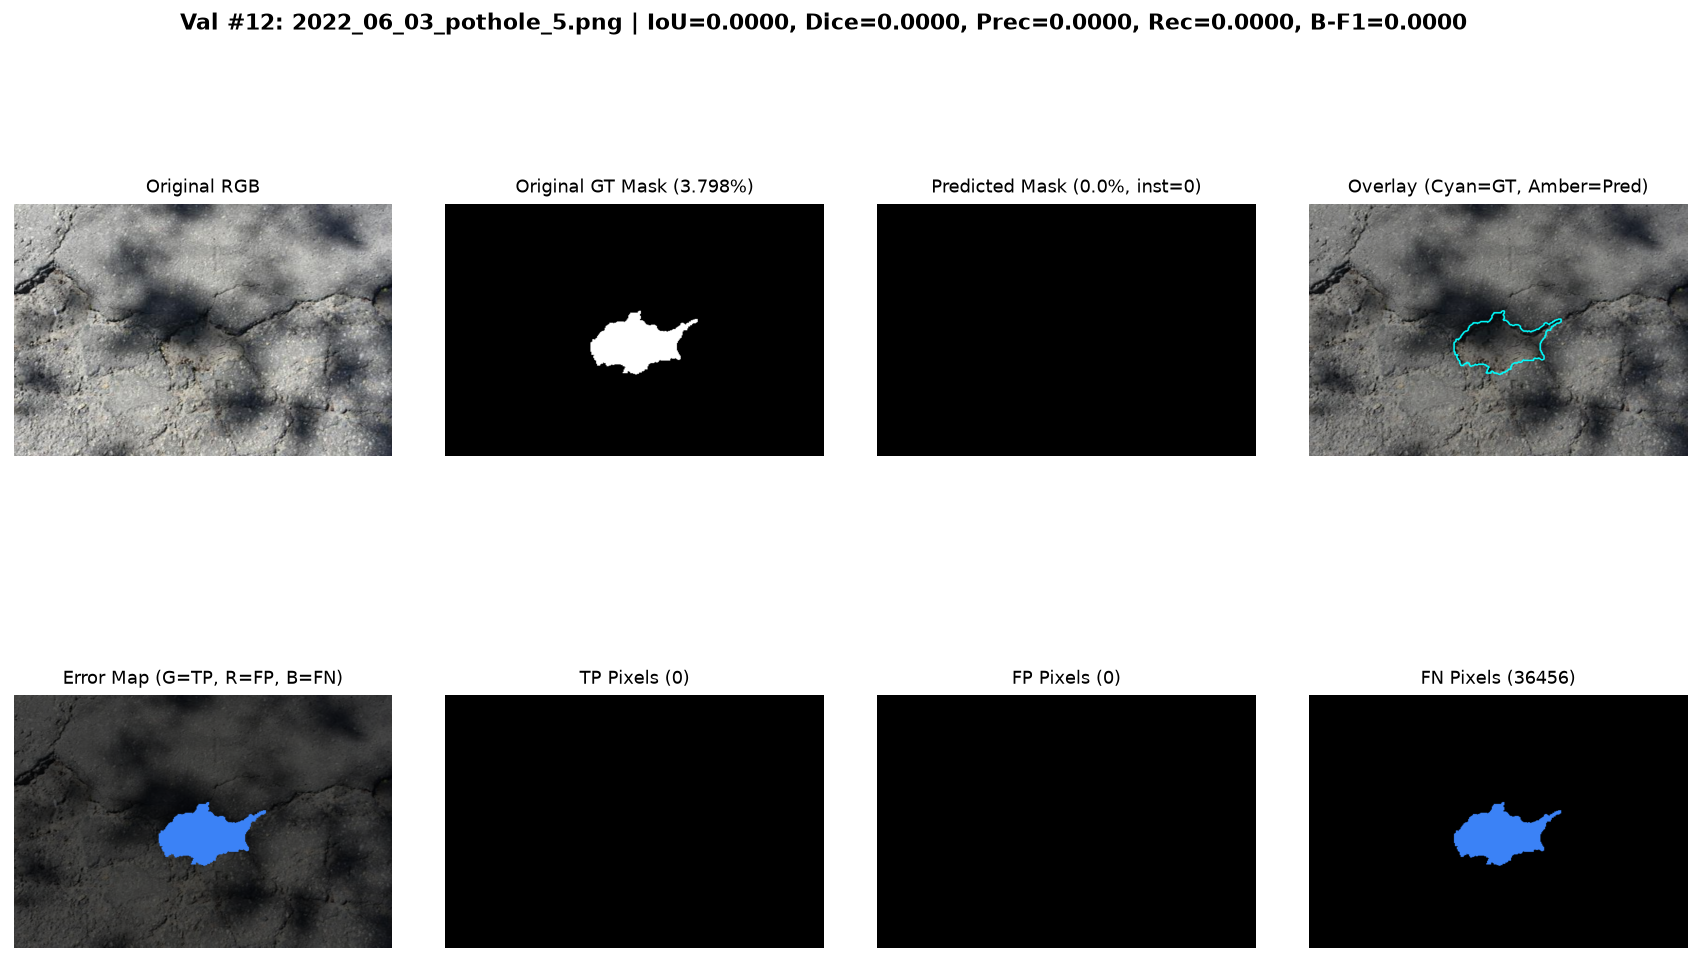 Val #12: 2022_06_03_pothole_5.png | IoU=0.0000, Dice=0.0000, Prec=0.0000, Rec=0.0000, B-F1=0.0000
Original RGB
Original GT Mask (3.798%)
Predicted Mask (0.0%, inst=0)
Overlay (Cyan=GT, Amber=Pred)
Error Map (G=TP, R=FP, B=FN)
TP Pixels (0)
FP Pixels (0)
FN Pixels (36456)